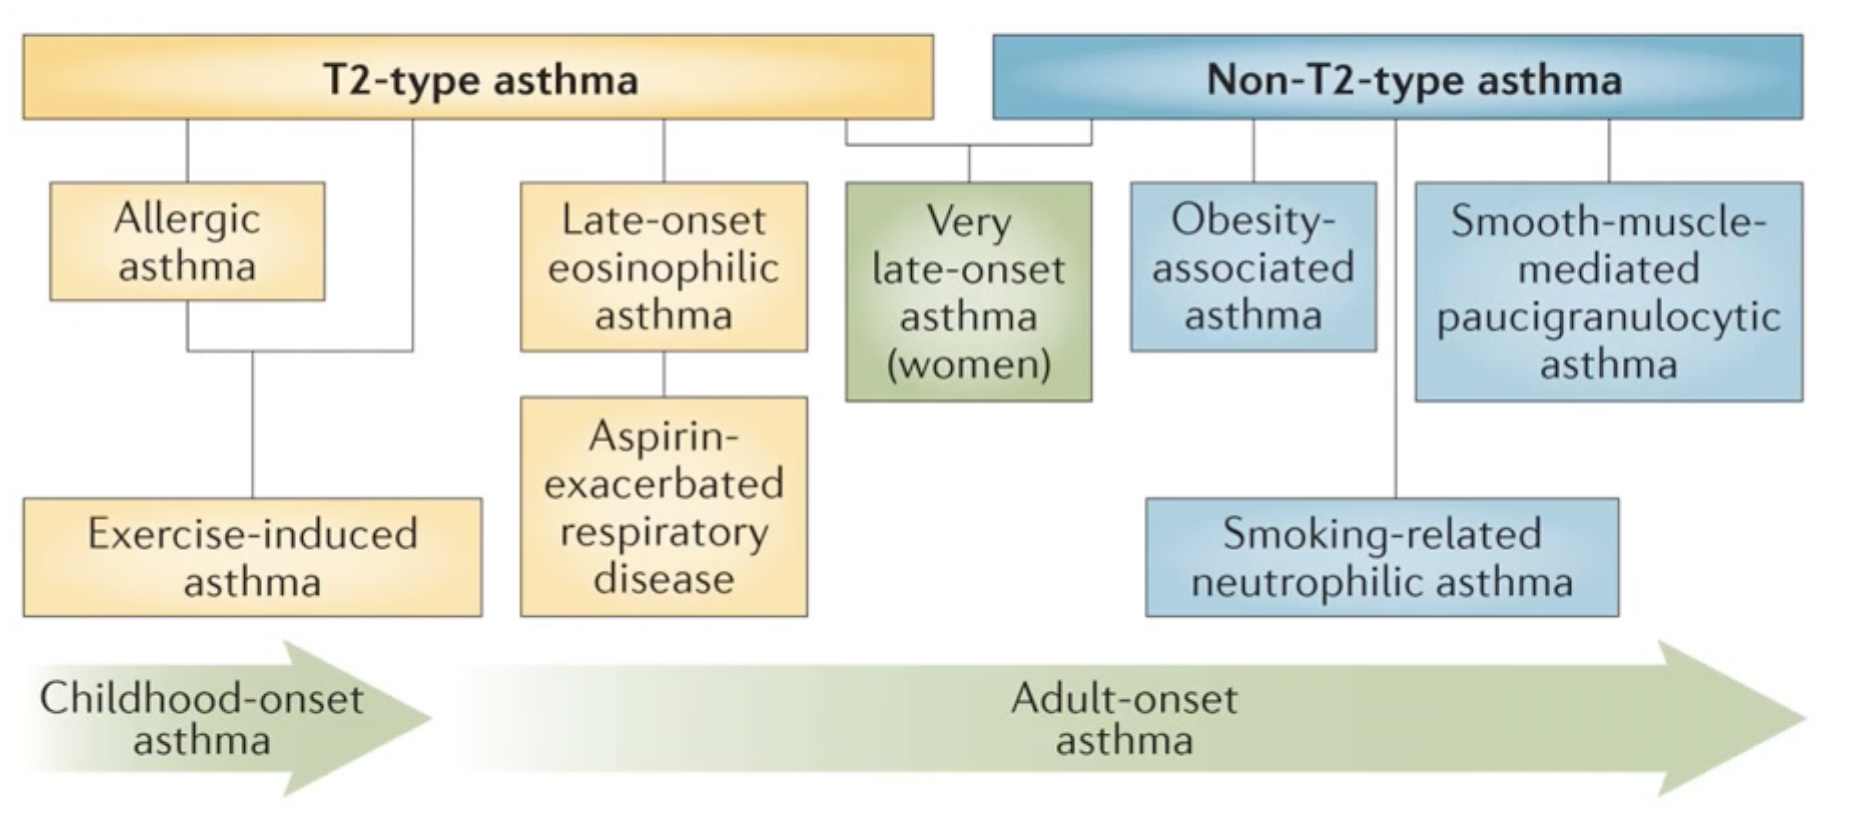 T2-type asthma
Non-T2-type asthma
Allergic
asthma
Late-onset
eosinophilic
asthma
Very
late-onset
asthma
(women)
Obesity-
associated
asthma
Smooth-muscle-
mediated
paucigranulocytic
asthma
Aspirin-
exacerbated
respiratory
disease
Exercise-induced
asthma
Smoking-related
neutrophilic asthma
Childhood-onset
asthma
Adult-onset
asthma